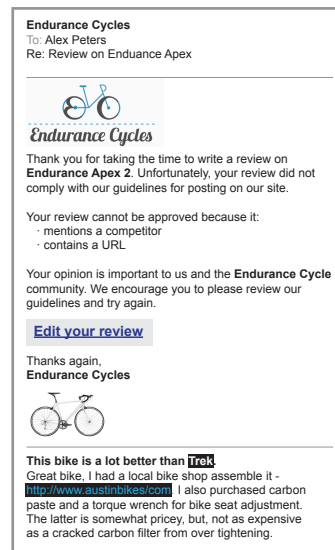 Endurance Cycles
To: Alex Peters
Re: Review on Enduance Apex
Endurance Cycles
Thank you for taking the time to write a review on
Endurance Apex 2. Unfortunately, your review did not
comply with our guidelines for posting on our site.
Your review cannot be approved because it:
· mentions a competitor
· contains a URL
Your opinion is important to us and the Endurance Cycle
community. We encourage you to please review our
guidelines and try again.
Edit your review
Thanks again,
Endurance Cycles
This bike is a lot better than Trek.
Great bike, I had a local bike shop assemble it -
http://www.austinbikes/com. I also purchased carbon
paste and a torque wrench for bike seat adjustment.
The latter is somewhat pricey, but, not as expensive
as a cracked carbon filter from over tightening.